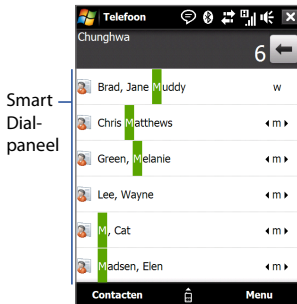 Telefoon
Chunghwa
6
Smart
Dial-
paneel
Brad, Jane Muddy w
Chris Matthews m
Green, Melanie m
Lee, Wayne m
M, Cat m
Madsen, Elen m
Contacten Menu